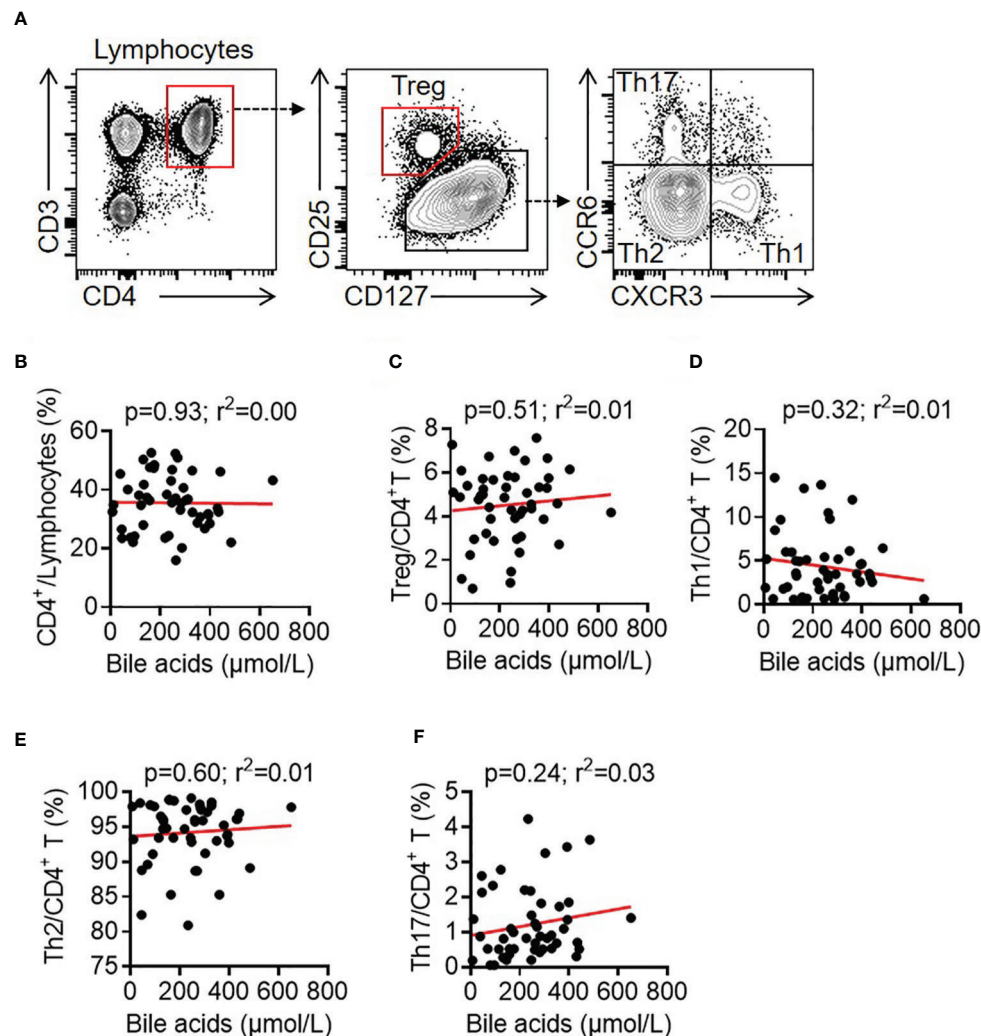 A
Lymphocytes
CD3
CD4
Treg
CD25
CD127
Th17
Th2
Th1
CCR6
CXCR3
B
p=0.93; r²=0.00
CD4⁺/Lymphocytes (%)
60
40
20
0
0 200 400 600 800
Bile acids (µmol/L)
C
p=0.51; r²=0.01
Treg/CD4⁺T (%)
8
6
4
2
0
0 200 400 600 800
Bile acids (µmol/L)
D
p=0.32; r²=0.01
Th1/CD4⁺T (%)
20
15
10
5
0
0 200 400 600 800
Bile acids (µmol/L)
E
p=0.60; r²=0.01
Th2/CD4⁺ T (%)
100
95
90
85
80
75
0 200 400 600 800
Bile acids (µmol/L)
F
p=0.24; r²=0.03
Th17/CD4⁺ T (%)
5
4
3
2
1
0
0 200 400 600 800
Bile acids (µmol/L)